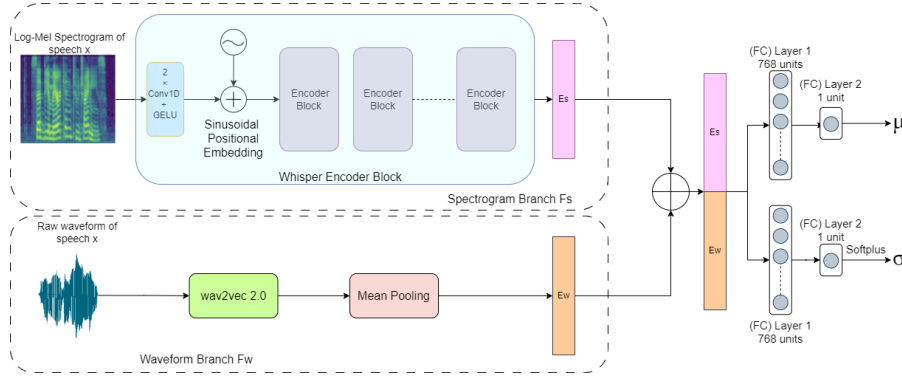 Log-Mel Spectrogram of
speech x
2
×
Conv1D
+
GELU
Sinusoidal
Positional
Embedding
Encoder
Block
Encoder
Block
Encoder
Block
Whisper Encoder Block
Es
Spectrogram Branch Fs
Raw waveform of
speech x
wav2vec 2.0
Mean Pooling
Ew
Waveform Branch Fw
Es
Ew
(FC) Layer 1
768 units
(FC) Layer 2
1 unit
μ
(FC) Layer 2
1 unit
Softplus
σ
(FC) Layer 1
768 units